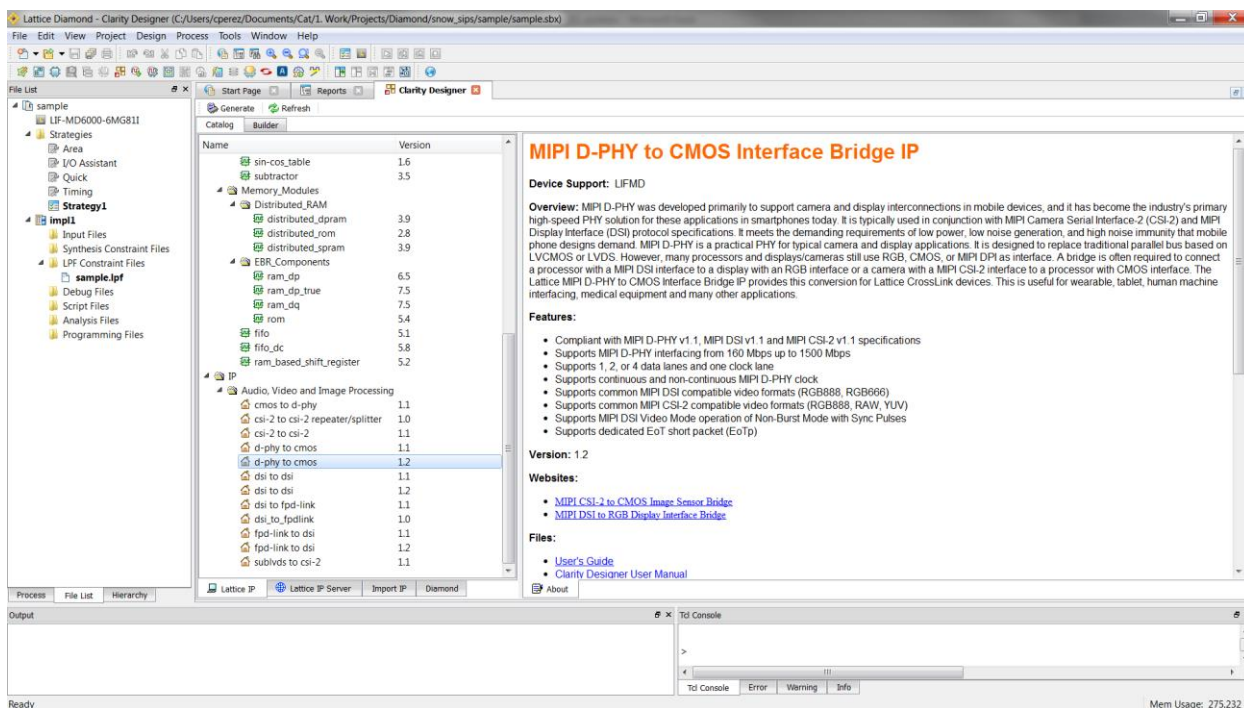 Lattice Diamond - Clarity Designer (C:/Users/cperez/Documents/Cat/1. Work/Projects/Diamond/snow_sips/sample/sample.sbx)
File Edit View Project Design Process Tools Window Help
File List
Start Page
Reports
Clarity Designer
sample
LIF-MD6000-6MG81I
Strategies
Area
I/O Assistant
Quick
Timing
Strategy1
impl1
Input Files
Synthesis Constraint Files
LPF Constraint Files
sample.lpf
Debug Files
Script Files
Analysis Files
Programming Files
Process File List Hierarchy
Generate Refresh
Catalog Builder
Name Version
sin-cos_table 1.6
subtractor 3.5
Memory_Modules
Distributed_RAM
distributed_dpram 3.9
distributed_rom 2.8
distributed_spram 3.9
EBR_Components
ram_dp 6.5
ram_dp_true 7.5
ram_dq 7.5
rom 5.4
fifo 5.1
fifo_dc 5.8
ram_based_shift_register 5.2
IP
Audio, Video and Image Processing
cmos to d-phy 1.1
csi-2 to csi-2 repeater/splitter 1.0
csi-2 to csi-2 1.1
d-phy to cmos 1.1
d-phy to cmos 1.2
dsi to dsi 1.1
dsi to dsi 1.2
dsi to fpd-link 1.1
dsi_to_fpdlink 1.0
fpd-link to dsi 1.1
fpd-link to dsi 1.2
sublvds to csi-2 1.1
Lattice IP Lattice IP Server Import IP Diamond
MIPI D-PHY to CMOS Interface Bridge IP
Device Support: LIFMD
Overview: MIPI D-PHY was developed primarily to support camera and display interconnections in mobile devices, and it has become the industry's primary
high-speed PHY solution for these applications in smartphones today. It is typically used in conjunction with MIPI Camera Serial Interface-2 (CSI-2) and MIPI
Display Interface (DSI) protocol specifications. It meets the demanding requirements of low power, low noise generation, and high noise immunity that mobile
phone designs demand. MIPI D-PHY is a practical PHY for typical camera and display applications. It is designed to replace traditional parallel bus based on
LVCMOS or LVDS. However, many processors and displays/cameras still use RGB, CMOS, or MIPI DPI as interface. A bridge is often required to connect
a processor with a MIPI DSI interface to a display with an RGB interface or a camera with a MIPI CSI-2 interface to a processor with CMOS interface. The
Lattice MIPI D-PHY to CMOS Interface Bridge IP provides this conversion for Lattice CrossLink devices. This is useful for wearable, tablet, human machine
interfacing, medical equipment and many other applications.
Features:
• Compliant with MIPI D-PHY v1.1, MIPI DSI v1.1 and MIPI CSI-2 v1.1 specifications
• Supports MIPI D-PHY interfacing from 160 Mbps up to 1500 Mbps
• Supports 1, 2, or 4 data lanes and one clock lane
• Supports continuous and non-continuous MIPI D-PHY clock
• Supports common MIPI DSI compatible video formats (RGB888, RGB666)
• Supports common MIPI CSI-2 compatible video formats (RGB888, RAW, YUV)
• Supports MIPI DSI Video Mode operation of Non-Burst Mode with Sync Pulses
• Supports dedicated EoT short packet (EoTp)
Version: 1.2
Websites:
• MIPI CSI-2 to CMOS Image Sensor Bridge
• MIPI DSI to RGB Display Interface Bridge
Files:
• User's Guide
• Clarity Designer User Manual
About
Output
Tcl Console
>
Tcl Console Error Warning Info
Ready
Mem Usage: 275,232